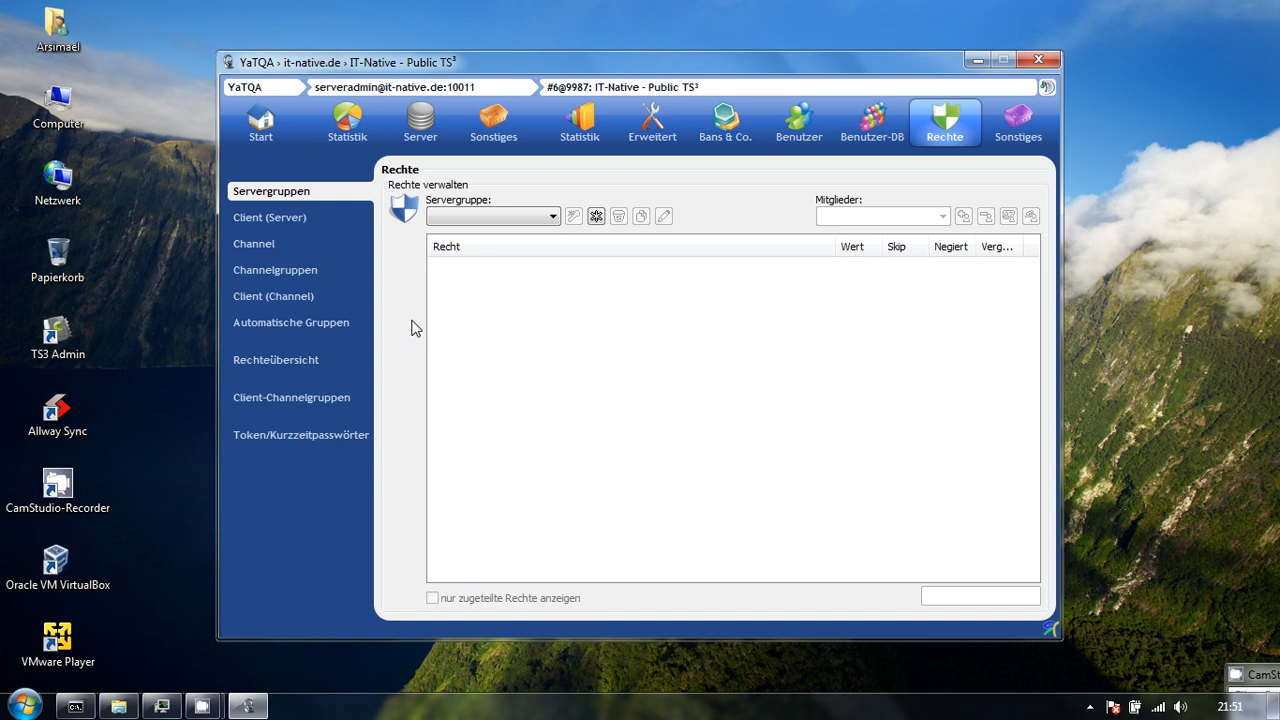 Arsimael
Computer
Netzwerk
Papierkorb
TS3 Admin
Allway Sync
CamStudio-Recorder
Oracle VM VirtualBox
VMware Player
YaTQA › it-native.de › IT-Native - Public TS³
YaTQA
serveradmin@it-native.de:10011
#6@9987: IT-Native - Public TS³
Start
Statistik
Server
Sonstiges
Statistik
Erweitert
Bans & Co.
Benutzer
Benutzer-DB
Rechte
Sonstiges
Servergruppen
Client (Server)
Channel
Channelgruppen
Client (Channel)
Automatische Gruppen
Rechteübersicht
Client-Channelgruppen
Token/Kurzzeitpasswörter
Rechte
Rechte verwalten
Servergruppe:
Mitglieder:
Recht
Wert
Skip
Negiert
Verg...
nur zugeteilte Rechte anzeigen
CamS
C:\
21:51